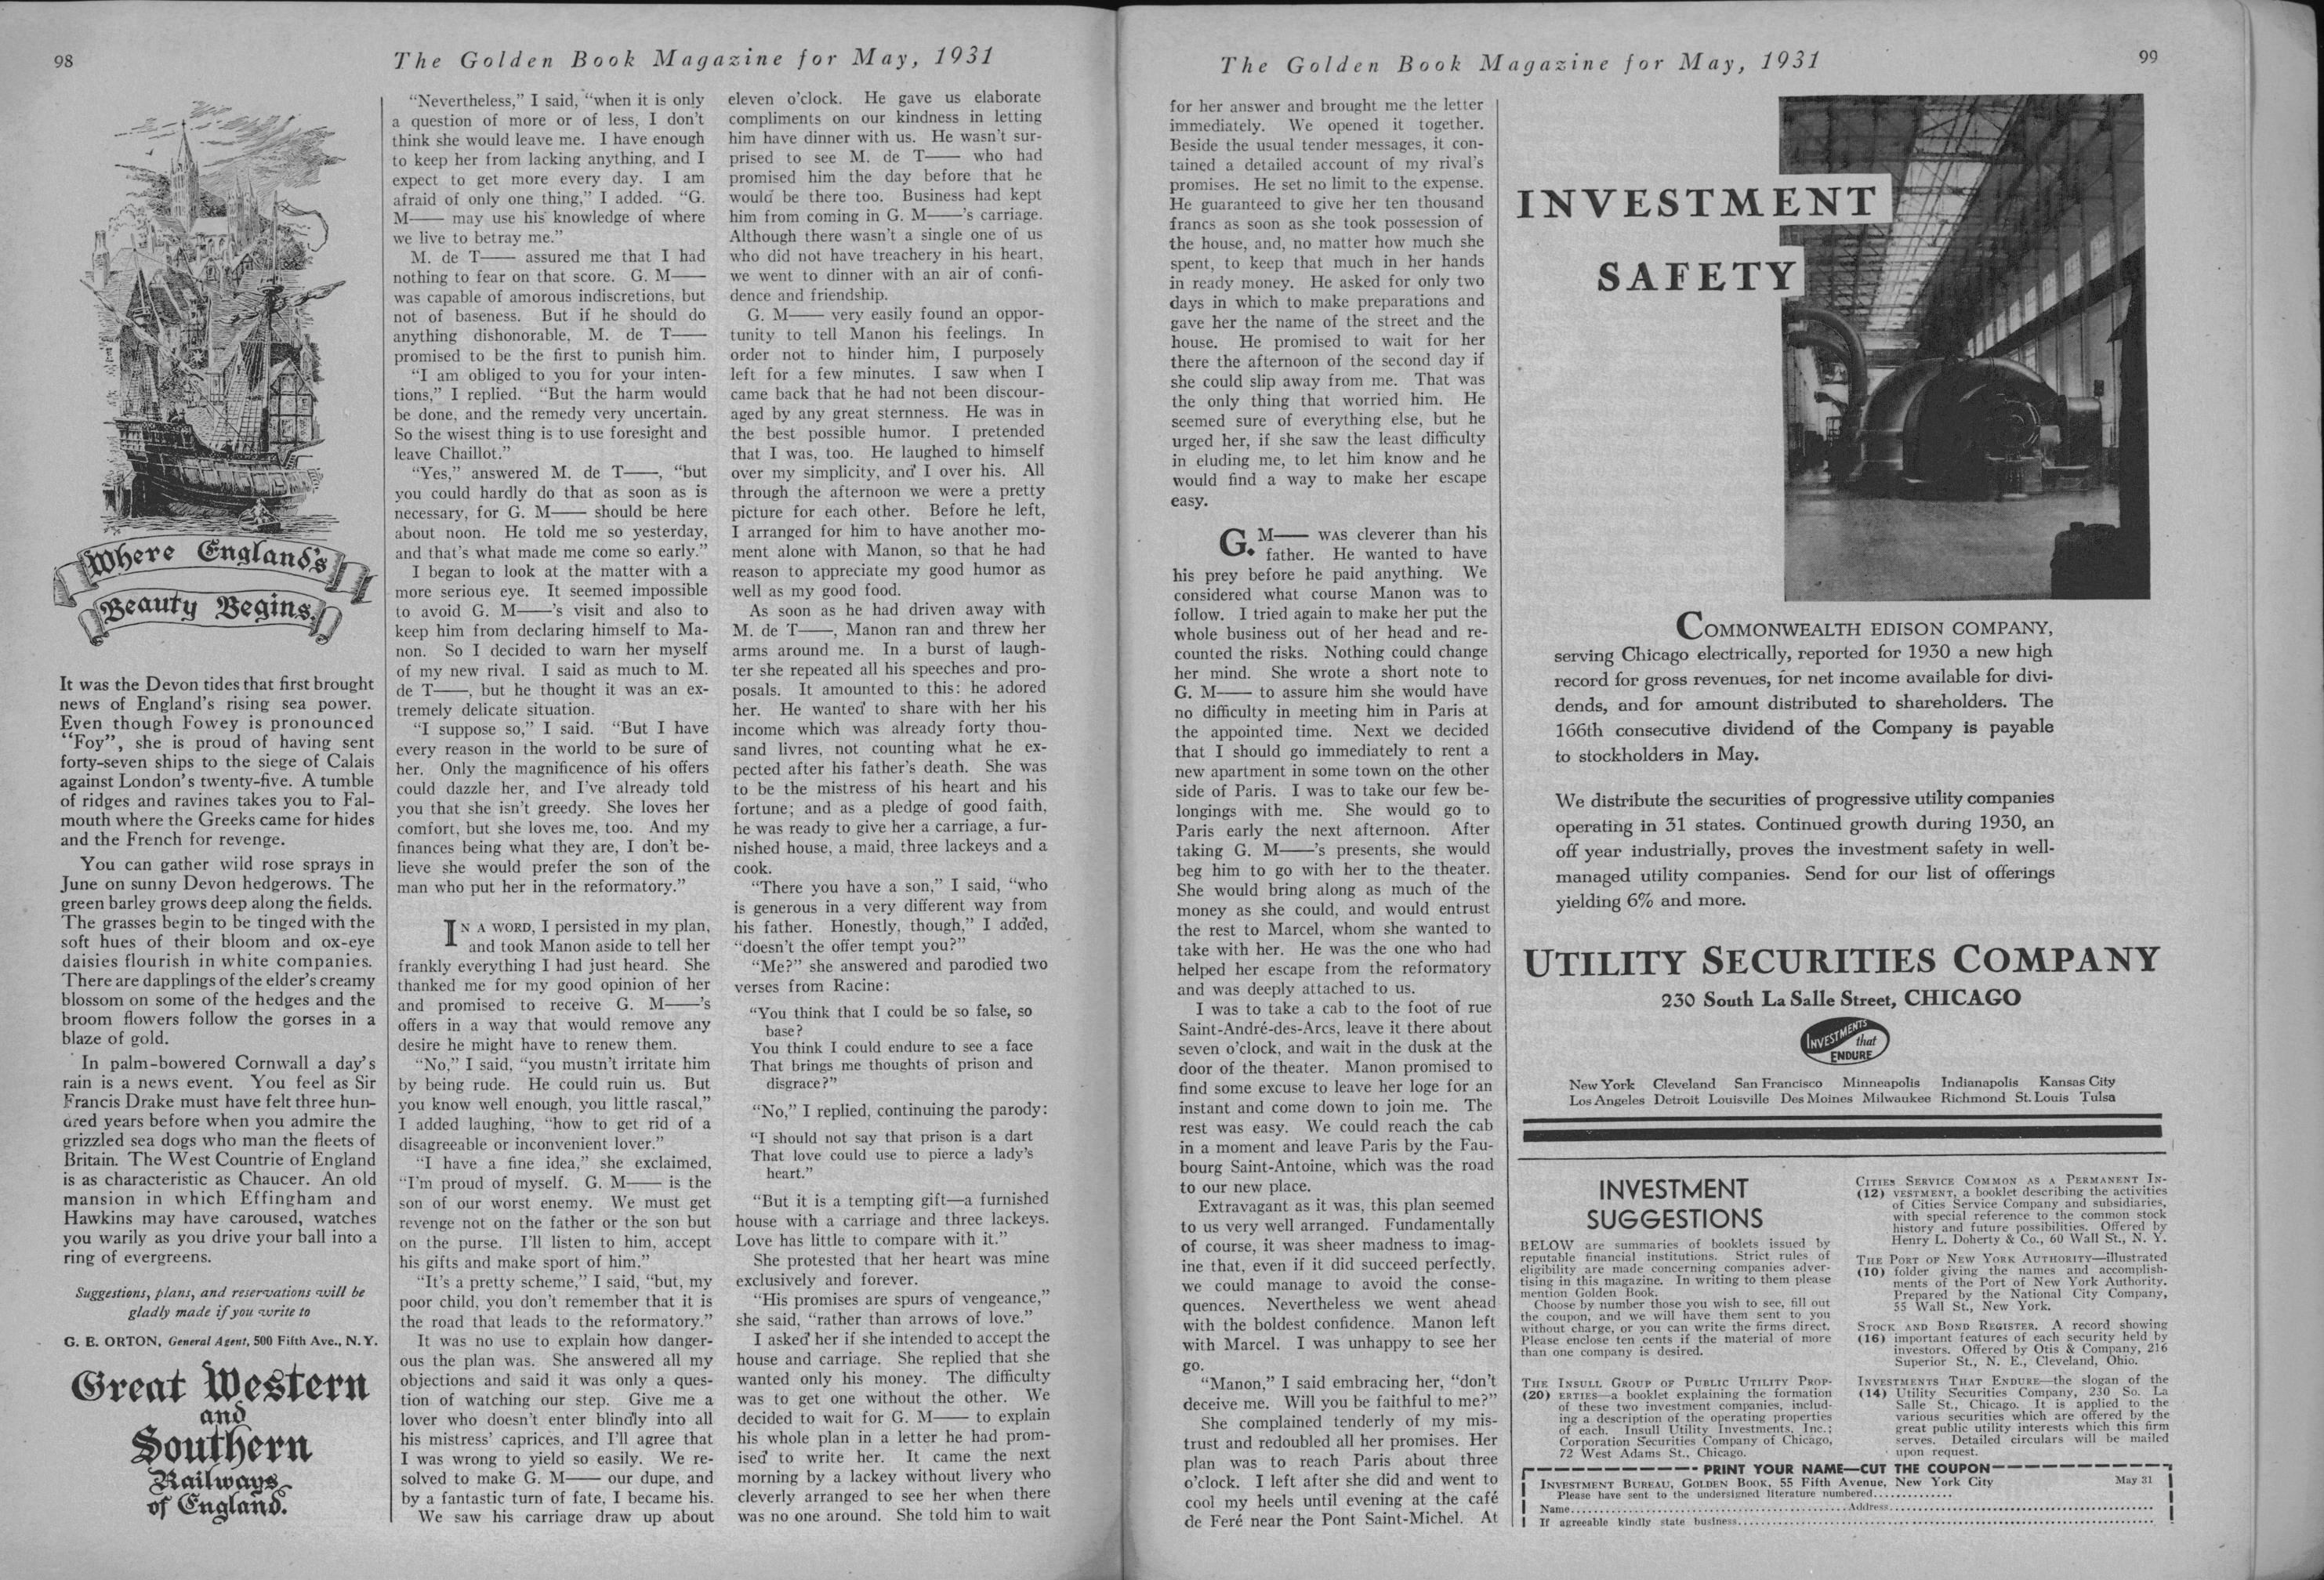 98
The Golden Book Magazine for May, 1931
Where England's
Beauty Begins
It was the Devon tides that first brought
news of England's rising sea power.
Even though Fowey is pronounced
"Foy", she is proud of having sent
forty-seven ships to the siege of Calais
against London's twenty-five. A tumble
of ridges and ravines takes you to Fal-
mouth where the Greeks came for hides
and the French for revenge.
You can gather wild rose sprays in
June on sunny Devon hedgerows. The
green barley grows deep along the fields.
The grasses begin to be tinged with the
soft hues of their bloom and ox-eye
daisies flourish in white companies.
There are dapplings of the elder's creamy
blossom on some of the hedges and the
broom flowers follow the gorses in a
blaze of gold.
In palm-bowered Cornwall a day's
rain is a news event. You feel as Sir
Francis Drake must have felt three hun-
dred years before when you admire the
grizzled sea dogs who man the fleets of
Britain. The West Countrie of England
is as characteristic as Chaucer. An old
mansion in which Effingham and
Hawkins may have caroused, watches
you warily as you drive your ball into a
ring of evergreens.
Suggestions, plans, and reservations will be
gladly made if you write to
G. E. ORTON, General Agent, 500 Fifth Ave., N. Y.
Great Western
and
Southern
Railways
of England.
"Nevertheless," I said, "when it is only
a question of more or of less, I don't
think she would leave me. I have enough
to keep her from lacking anything, and I
expect to get more every day. I am
afraid of only one thing," I added. "G.
M—— may use his knowledge of where
we live to betray me."
M. de T—— assured me that I had
nothing to fear on that score. G. M——
was capable of amorous indiscretions, but
not of baseness. But if he should do
anything dishonorable, M. de T——
promised to be the first to punish him.
"I am obliged to you for your inten-
tions," I replied. "But the harm would
be done, and the remedy very uncertain.
So the wisest thing is to use foresight and
leave Chaillot."
"Yes," answered M. de T——, "but
you could hardly do that as soon as is
necessary, for G. M—— should be here
about noon. He told me so yesterday,
and that's what made me come so early."
I began to look at the matter with a
more serious eye. It seemed impossible
to avoid G. M——'s visit and also to
keep him from declaring himself to Ma-
non. So I decided to warn her myself
of my new rival. I said as much to M.
de T——, but he thought it was an ex-
tremely delicate situation.
"I suppose so," I said. "But I have
every reason in the world to be sure of
her. Only the magnificence of his offers
could dazzle her, and I've already told
you that she isn't greedy. She loves her
comfort, but she loves me, too. And my
finances being what they are, I don't be-
lieve she would prefer the son of the
man who put her in the reformatory."
IN A WORD, I persisted in my plan,
and took Manon aside to tell her
frankly everything I had just heard. She
thanked me for my good opinion of her
and promised to receive G. M——'s
offers in a way that would remove any
desire he might have to renew them.
"No," I said, "you mustn't irritate him
by being rude. He could ruin us. But
you know well enough, you little rascal,"
I added laughing, "how to get rid of a
disagreeable or inconvenient lover."
"I have a fine idea," she exclaimed,
"I'm proud of myself. G. M—— is the
son of our worst enemy. We must get
revenge not on the father or the son but
on the purse. I'll listen to him, accept
his gifts and make sport of him."
"It's a pretty scheme," I said, "but, my
poor child, you don't remember that it is
the road that leads to the reformatory."
It was no use to explain how danger-
ous the plan was. She answered all my
objections and said it was only a ques-
tion of watching our step. Give me a
lover who doesn't enter blindly into all
his mistress' caprices, and I'll agree that
I was wrong to yield so easily. We re-
solved to make G. M—— our dupe, and
by a fantastic turn of fate, I became his.
We saw his carriage draw up about
eleven o'clock. He gave us elaborate
compliments on our kindness in letting
him have dinner with us. He wasn't sur-
prised to see M. de T—— who had
promised him the day before that he
would be there too. Business had kept
him from coming in G. M——'s carriage.
Although there wasn't a single one of us
who did not have treachery in his heart,
we went to dinner with an air of confi-
dence and friendship.
G. M—— very easily found an oppor-
tunity to tell Manon his feelings. In
order not to hinder him, I purposely
left for a few minutes. I saw when I
came back that he had not been discour-
aged by any great sternness. He was in
the best possible humor. I pretended
that I was, too. He laughed to himself
over my simplicity, and I over his. All
through the afternoon we were a pretty
picture for each other. Before he left,
I arranged for him to have another mo-
ment alone with Manon, so that he had
reason to appreciate my good humor as
well as my good food.
As soon as he had driven away with
M. de T——, Manon ran and threw her
arms around me. In a burst of laugh-
ter she repeated all his speeches and pro-
posals. It amounted to this: he adored
her. He wanted to share with her his
income which was already forty thou-
sand livres, not counting what he ex-
pected after his father's death. She was
to be the mistress of his heart and his
fortune; and as a pledge of good faith,
he was ready to give her a carriage, a fur-
nished house, a maid, three lackeys and a
cook.
"There you have a son," I said, "who
is generous in a very different way from
his father. Honestly, though," I added,
"doesn't the offer tempt you?"
"Me?" she answered and parodied two
verses from Racine:
"You think that I could be so false, so
base?
You think I could endure to see a face
That brings me thoughts of prison and
disgrace?"
"No," I replied, continuing the parody:
"I should not say that prison is a dart
That love could use to pierce a lady's
heart."
"But it is a tempting gift—a furnished
house with a carriage and three lackeys.
Love has little to compare with it."
She protested that her heart was mine
exclusively and forever.
"His promises are spurs of vengeance,"
she said, "rather than arrows of love."
I asked her if she intended to accept the
house and carriage. She replied that she
wanted only his money. The difficulty
was to get one without the other. We
decided to wait for G. M—— to explain
his whole plan in a letter he had prom-
ised to write her. It came the next
morning by a lackey without livery who
cleverly arranged to see her when there
was no one around. She told him to wait
The Golden Book Magazine for May, 1931
99
for her answer and brought me the letter
immediately. We opened it together.
Beside the usual tender messages, it con-
tained a detailed account of my rival's
promises. He set no limit to the expense.
He guaranteed to give her ten thousand
francs as soon as she took possession of
the house, and, no matter how much she
spent, to keep that much in her hands
in ready money. He asked for only two
days in which to make preparations and
gave her the name of the street and the
house. He promised to wait for her
there the afternoon of the second day if
she could slip away from me. That was
the only thing that worried him. He
seemed sure of everything else, but he
urged her, if she saw the least difficulty
in eluding me, to let him know and he
would find a way to make her escape
easy.
G. M—— WAS cleverer than his
father. He wanted to have
his prey before he paid anything. We
considered what course Manon was to
follow. I tried again to make her put the
whole business out of her head and re-
counted the risks. Nothing could change
her mind. She wrote a short note to
G. M—— to assure him she would have
no difficulty in meeting him in Paris at
the appointed time. Next we decided
that I should go immediately to rent a
new apartment in some town on the other
side of Paris. I was to take our few be-
longings with me. She would go to
Paris early the next afternoon. After
taking G. M——'s presents, she would
beg him to go with her to the theater.
She would bring along as much of the
money as she could, and would entrust
the rest to Marcel, whom she wanted to
take with her. He was the one who had
helped her escape from the reformatory
and was deeply attached to us.
I was to take a cab to the foot of rue
Saint-André-des-Arcs, leave it there about
seven o'clock, and wait in the dusk at the
door of the theater. Manon promised to
find some excuse to leave her loge for an
instant and come down to join me. The
rest was easy. We could reach the cab
in a moment and leave Paris by the Fau-
bourg Saint-Antoine, which was the road
to our new place.
Extravagant as it was, this plan seemed
to us very well arranged. Fundamentally
of course, it was sheer madness to imag-
ine that, even if it did succeed perfectly,
we could manage to avoid the conse-
quences. Nevertheless we went ahead
with the boldest confidence. Manon left
with Marcel. I was unhappy to see her
go.
"Manon," I said embracing her, "don't
deceive me. Will you be faithful to me?"
She complained tenderly of my mis-
trust and redoubled all her promises. Her
plan was to reach Paris about three
o'clock. I left after she did and went to
cool my heels until evening at the café
de Feré near the Pont Saint-Michel. At
INVESTMENT
SAFETY
COMMONWEALTH EDISON COMPANY,
serving Chicago electrically, reported for 1930 a new high
record for gross revenues, for net income available for divi-
dends, and for amount distributed to shareholders. The
166th consecutive dividend of the Company is payable
to stockholders in May.
We distribute the securities of progressive utility companies
operating in 31 states. Continued growth during 1930, an
off year industrially, proves the investment safety in well-
managed utility companies. Send for our list of offerings
yielding 6% and more.
UTILITY SECURITIES COMPANY
230 South La Salle Street, CHICAGO
INVESTMENTS
that
ENDURE
New York Cleveland San Francisco Minneapolis Indianapolis Kansas City
Los Angeles Detroit Louisville Des Moines Milwaukee Richmond St. Louis Tulsa
INVESTMENT
SUGGESTIONS
BELOW are summaries of booklets issued by
reputable financial institutions. Strict rules of
eligibility are made concerning companies adver-
tising in this magazine. In writing to them please
mention Golden Book.
Choose by number those you wish to see, fill out
the coupon, and we will have them sent to you
without charge, or you can write the firms direct.
Please enclose ten cents if the material of more
than one company is desired.
THE INSULL GROUP OF PUBLIC UTILITY PROP-
(20) ERTIES—a booklet explaining the formation
of these two investment companies, includ-
ing a description of the operating properties
of each. Insull Utility Investments, Inc.;
Corporation Securities Company of Chicago,
72 West Adams St., Chicago.
CITIES SERVICE COMMON AS A PERMANENT IN-
(12) VESTMENT, a booklet describing the activities
of Cities Service Company and subsidiaries,
with special reference to the common stock
history and future possibilities. Offered by
Henry L. Doherty & Co., 60 Wall St., N. Y.
THE PORT OF NEW YORK AUTHORITY—illustrated
(10) folder giving the names and accomplish-
ments of the Port of New York Authority.
Prepared by the National City Company,
55 Wall St., New York.
STOCK AND BOND REGISTER. A record showing
(16) important features of each security held by
investors. Offered by Otis & Company, 216
Superior St., N. E., Cleveland, Ohio.
INVESTMENTS THAT ENDURE—the slogan of the
(14) Utility Securities Company, 230 So. La
Salle St., Chicago. It is applied to the
various securities which are offered by the
great public utility interests which this firm
serves. Detailed circulars will be mailed
upon request.
PRINT YOUR NAME—CUT THE COUPON
INVESTMENT BUREAU, GOLDEN BOOK, 55 Fifth Avenue, New York City May 31
Please have sent to the undersigned literature numbered.............
Name..............................Address..............................
If agreeable kindly state business..............................